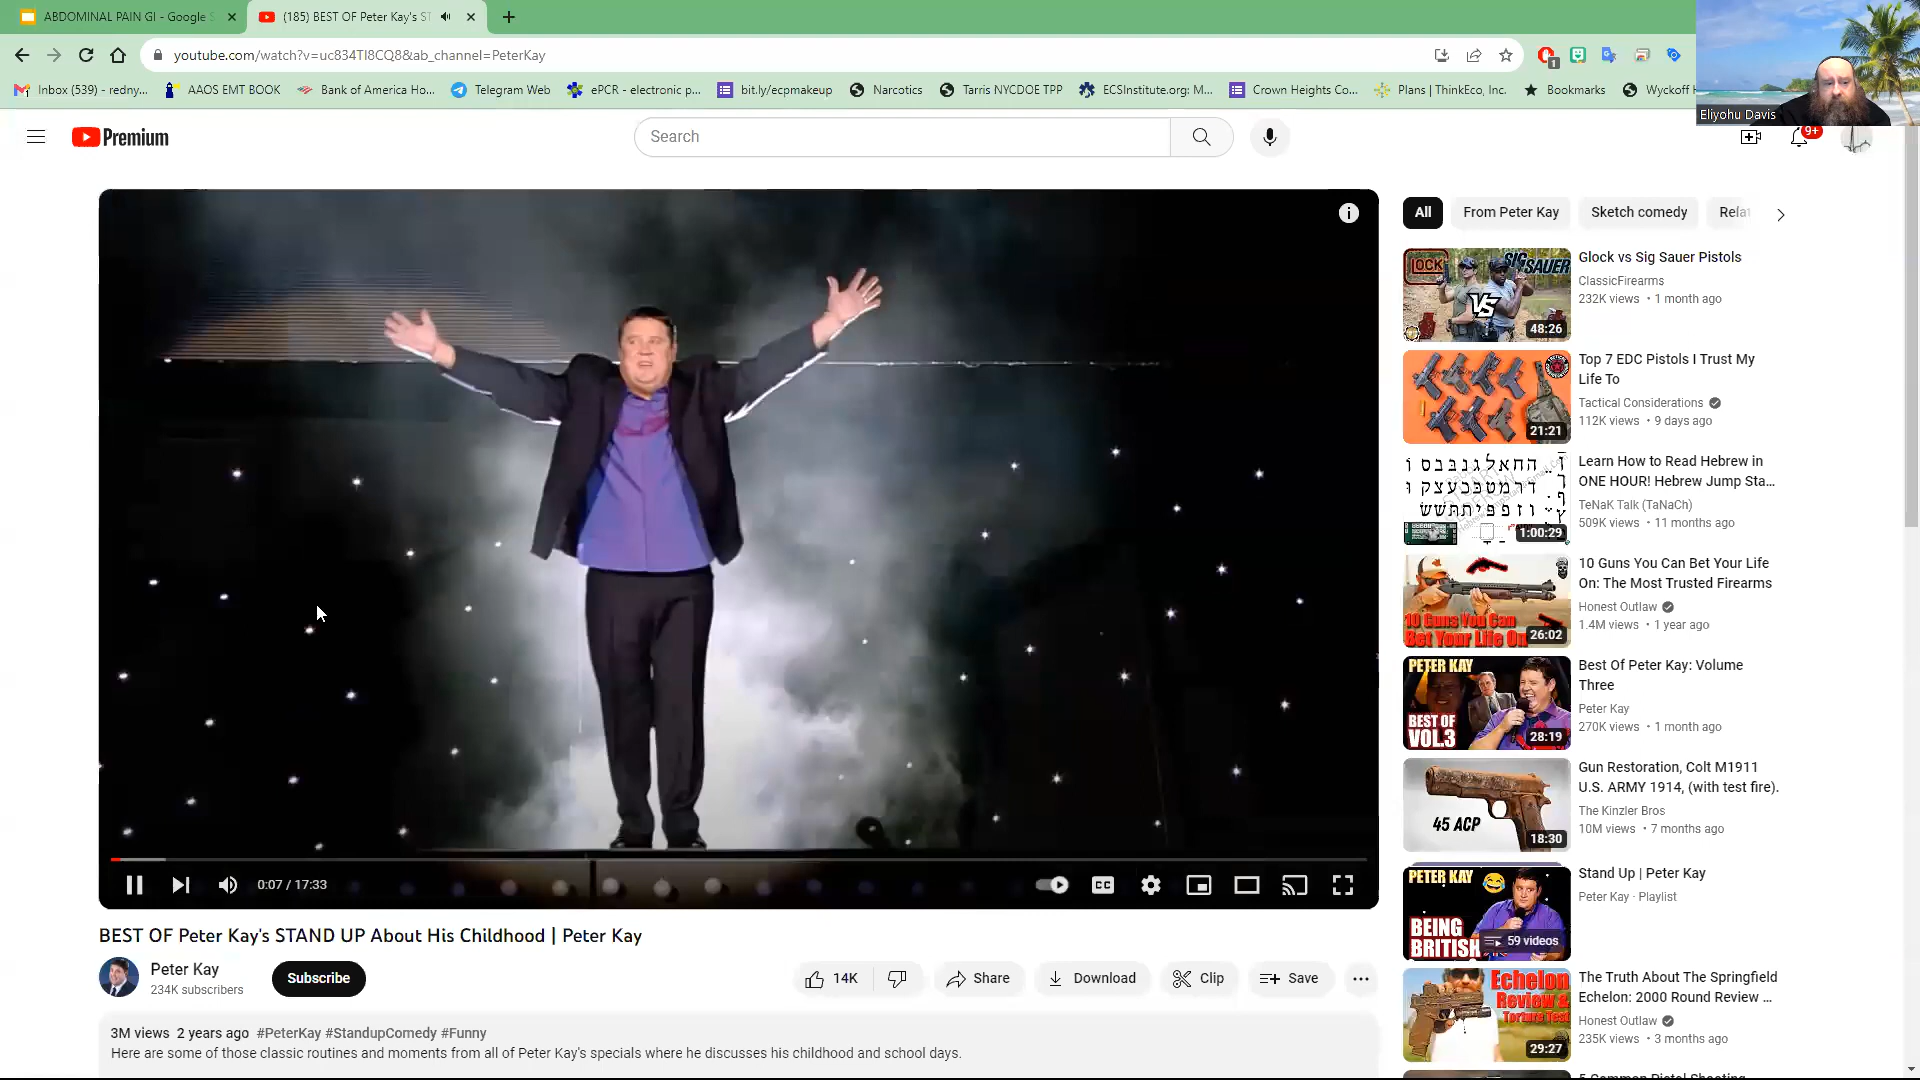 ABDOMINAL PAIN GI - Google S
(185) BEST OF Peter Kay's ST
youtube.com/watch?v=uc834TI8CQ8&ab_channel=PeterKay
Inbox (539) - redny...
AAOS EMT BOOK
Bank of America Ho...
Telegram Web
ePCR - electronic p...
bit.ly/ecpmakeup
Narcotics
Tarris NYCDOE TPP
ECSInstitute.org: M...
Crown Heights Co...
Plans | ThinkEco, Inc.
Bookmarks
Wyckoff H
Eliyohu Davis
Premium
Search
9+
All
From Peter Kay
Sketch comedy
Relat
LOCK
SIG SAUER
VS
48:26
Glock vs Sig Sauer Pistols
ClassicFirearms
232K views • 1 month ago
21:21
Top 7 EDC Pistols I Trust My
Life To
Tactical Considerations
112K views • 9 days ago
1:00:29
Learn How to Read Hebrew in
ONE HOUR! Hebrew Jump Sta...
TeNaK Talk (TaNaCh)
509K views • 11 months ago
10 Guns You Can
Bet Your Life On
26:02
10 Guns You Can Bet Your Life
On: The Most Trusted Firearms
Honest Outlaw
1.4M views • 1 year ago
PETER KAY
BEST OF
VOL.3
28:19
Best Of Peter Kay: Volume
Three
Peter Kay
270K views • 1 month ago
45 ACP
18:30
Gun Restoration, Colt M1911
U.S. ARMY 1914, (with test fire).
The Kinzler Bros
10M views • 7 months ago
PETER KAY
BEING
BRITISH
59 videos
Stand Up | Peter Kay
Peter Kay · Playlist
Echelon
Review &
Torture Test
29:27
The Truth About The Springfield
Echelon: 2000 Round Review ...
Honest Outlaw
235K views • 3 months ago
0:07 / 17:33
CC
BEST OF Peter Kay's STAND UP About His Childhood | Peter Kay
Peter Kay
234K subscribers
Subscribe
14K
Share
Download
Clip
Save
3M views 2 years ago #PeterKay #StandupComedy #Funny
Here are some of those classic routines and moments from all of Peter Kay's specials where he discusses his childhood and school days.